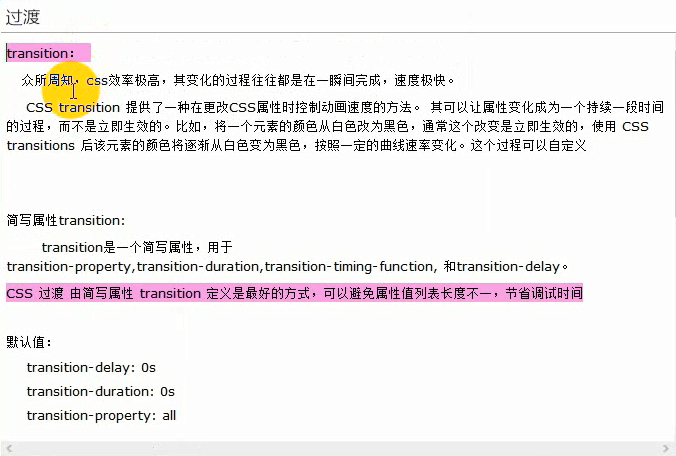 过渡
transition：
众所周知，css效率极高，其变化的过程往往都是在一瞬间完成，速度极快。
CSS transition 提供了一种在更改CSS属性时控制动画速度的方法。 其可以让属性变化成为一个持续一段时间
的过程，而不是立即生效的。比如，将一个元素的颜色从白色改为黑色，通常这个改变是立即生效的，使用 CSS
transitions 后该元素的颜色将逐渐从白色变为黑色，按照一定的曲线速率变化。这个过程可以自定义
简写属性transition:
transition是一个简写属性，用于
transition-property,transition-duration,transition-timing-function, 和transition-delay。
CSS 过渡 由简写属性 transition 定义是最好的方式，可以避免属性值列表长度不一，节省调试时间
默认值：
transition-delay: 0s
transition-duration: 0s
transition-property: all